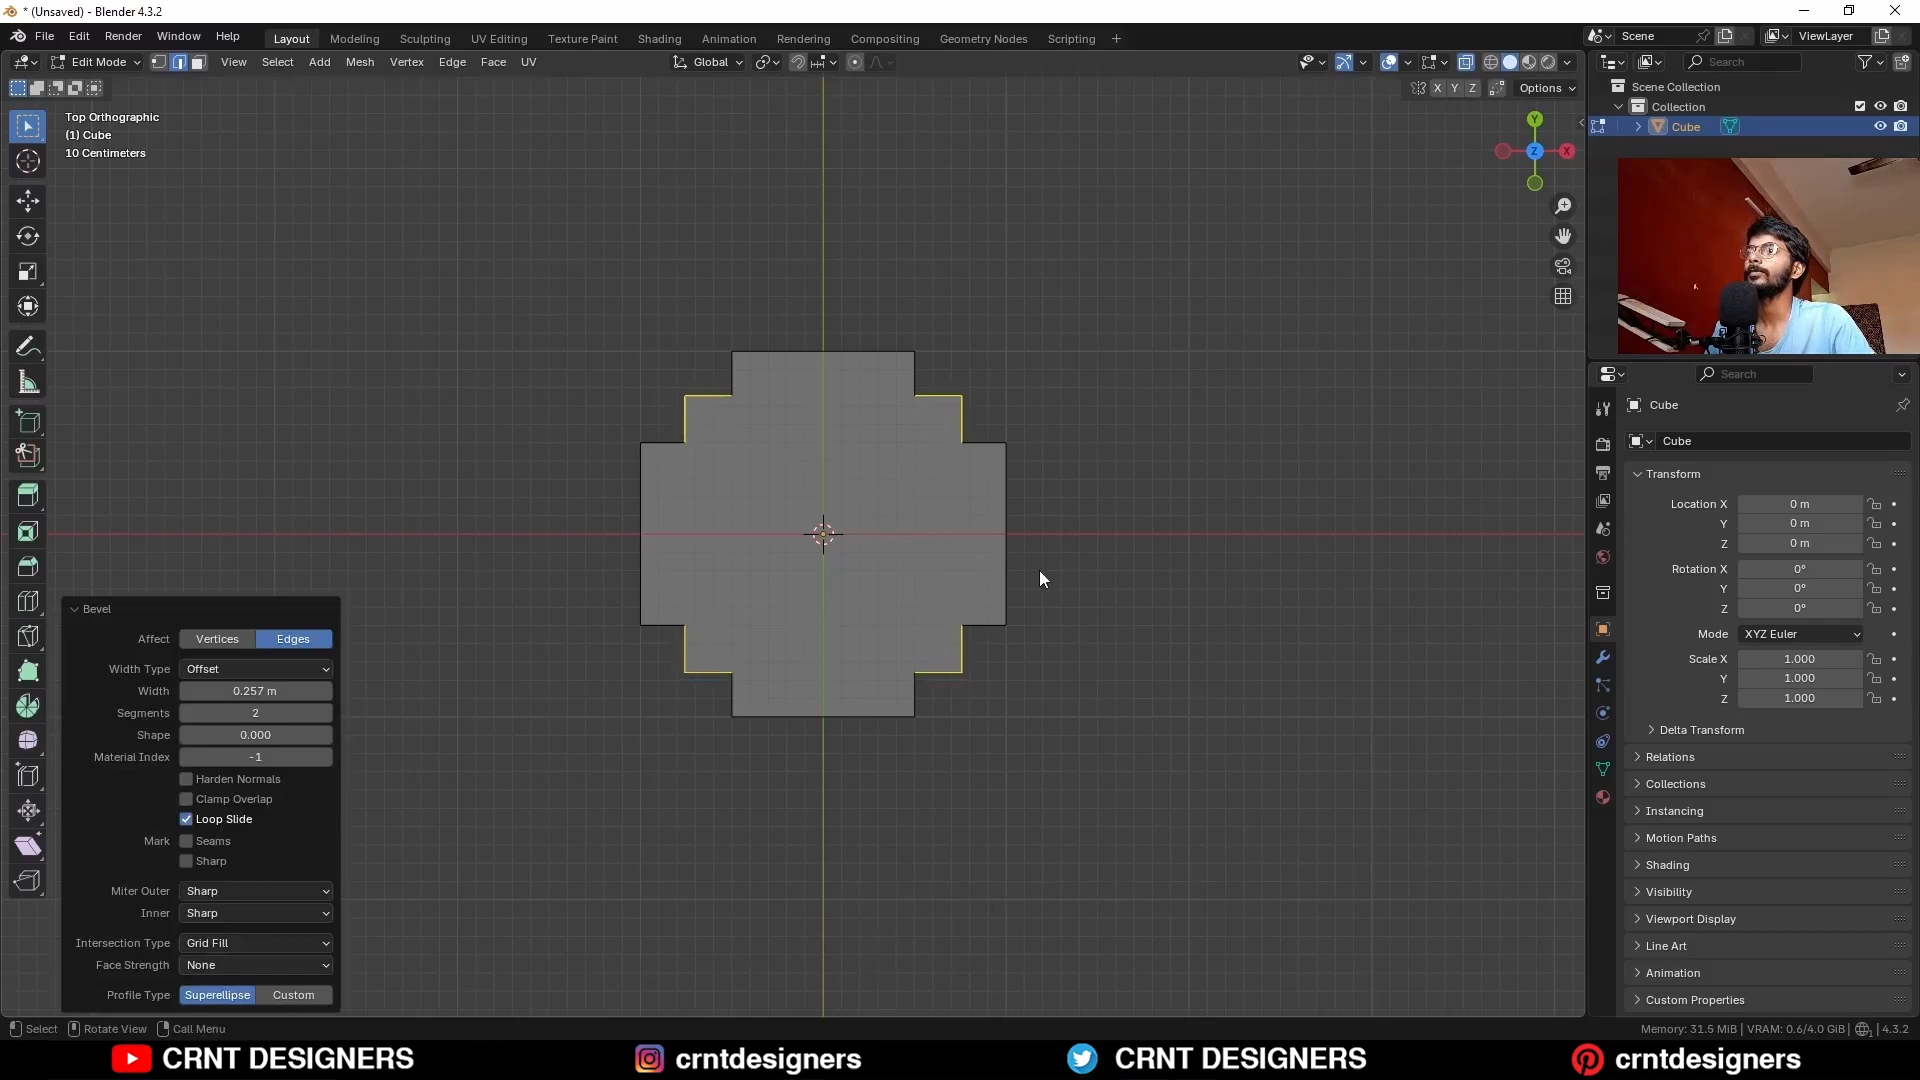 * (Unsaved) - Blender 4.3.2
File Edit Render Window Help Layout Modeling Sculpting UV Editing Texture Paint Shading Animation Rendering Compositing Geometry Nodes Scripting + Scene ViewLayer
Edit Mode View Select Add Mesh Vertex Edge Face UV Global Search
X Y Z Options
Top Orthographic
(1) Cube
10 Centimeters
Y
Z
X
Scene Collection
Collection
Cube
Search
Cube
Cube
Transform
Location X 0 m
Y 0 m
Z 0 m
Rotation X 0°
Y 0°
Z 0°
Mode XYZ Euler
Scale X 1.000
Y 1.000
Z 1.000
Delta Transform
Relations
Collections
Instancing
Motion Paths
Shading
Visibility
Viewport Display
Line Art
Animation
Custom Properties
Bevel
Affect Vertices Edges
Width Type Offset
Width 0.257 m
Segments 2
Shape 0.000
Material Index -1
Harden Normals
Clamp Overlap
Loop Slide
Mark Seams
Sharp
Miter Outer Sharp
Inner Sharp
Intersection Type Grid Fill
Face Strength None
Profile Type Superellipse Custom
Select Rotate View Call Menu
Memory: 31.5 MiB | VRAM: 0.6/4.0 GiB | 4.3.2
CRNT DESIGNERS crntdesigners CRNT DESIGNERS crntdesigners